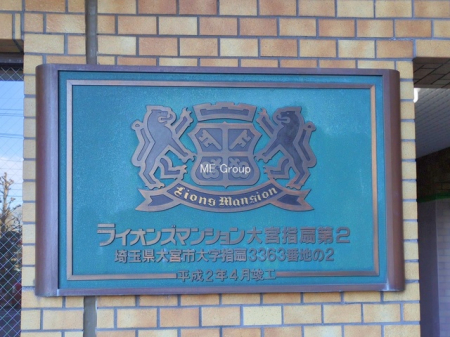 ME Group
Lions Mansion
ライオンズマンション大宮指扇第2
埼玉県大宮市大字指扇3363番地の2
平成2年4月竣工